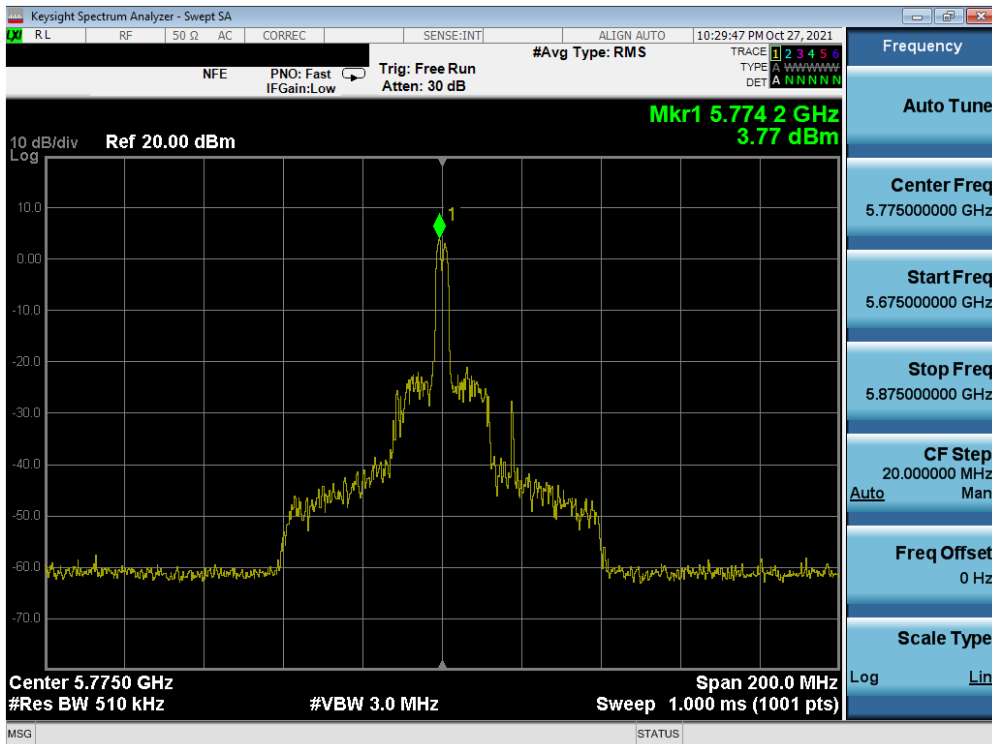 Keysight Spectrum Analyzer - Swept SA
LXI RL RF 50 Ω AC CORREC SENSE:INT ALIGN AUTO 10:29:47 PM Oct 27, 2021
NFE PNO: Fast IFGain:Low Trig: Free Run Atten: 30 dB #Avg Type: RMS
TRACE 1 2 3 4 5 6
TYPE A WWWWW
DET A N N N N N
Mkr1 5.774 2 GHz
3.77 dBm
10 dB/div Ref 20.00 dBm
Log
1
10.0
0.00
-10.0
-20.0
-30.0
-40.0
-50.0
-60.0
-70.0
Center 5.7750 GHz Span 200.0 MHz
#Res BW 510 kHz #VBW 3.0 MHz Sweep 1.000 ms (1001 pts)
MSG STATUS
Frequency
Auto Tune
Center Freq
5.775000000 GHz
Start Freq
5.675000000 GHz
Stop Freq
5.875000000 GHz
CF Step
20.000000 MHz
Auto Man
Freq Offset
0 Hz
Scale Type
Log Lin